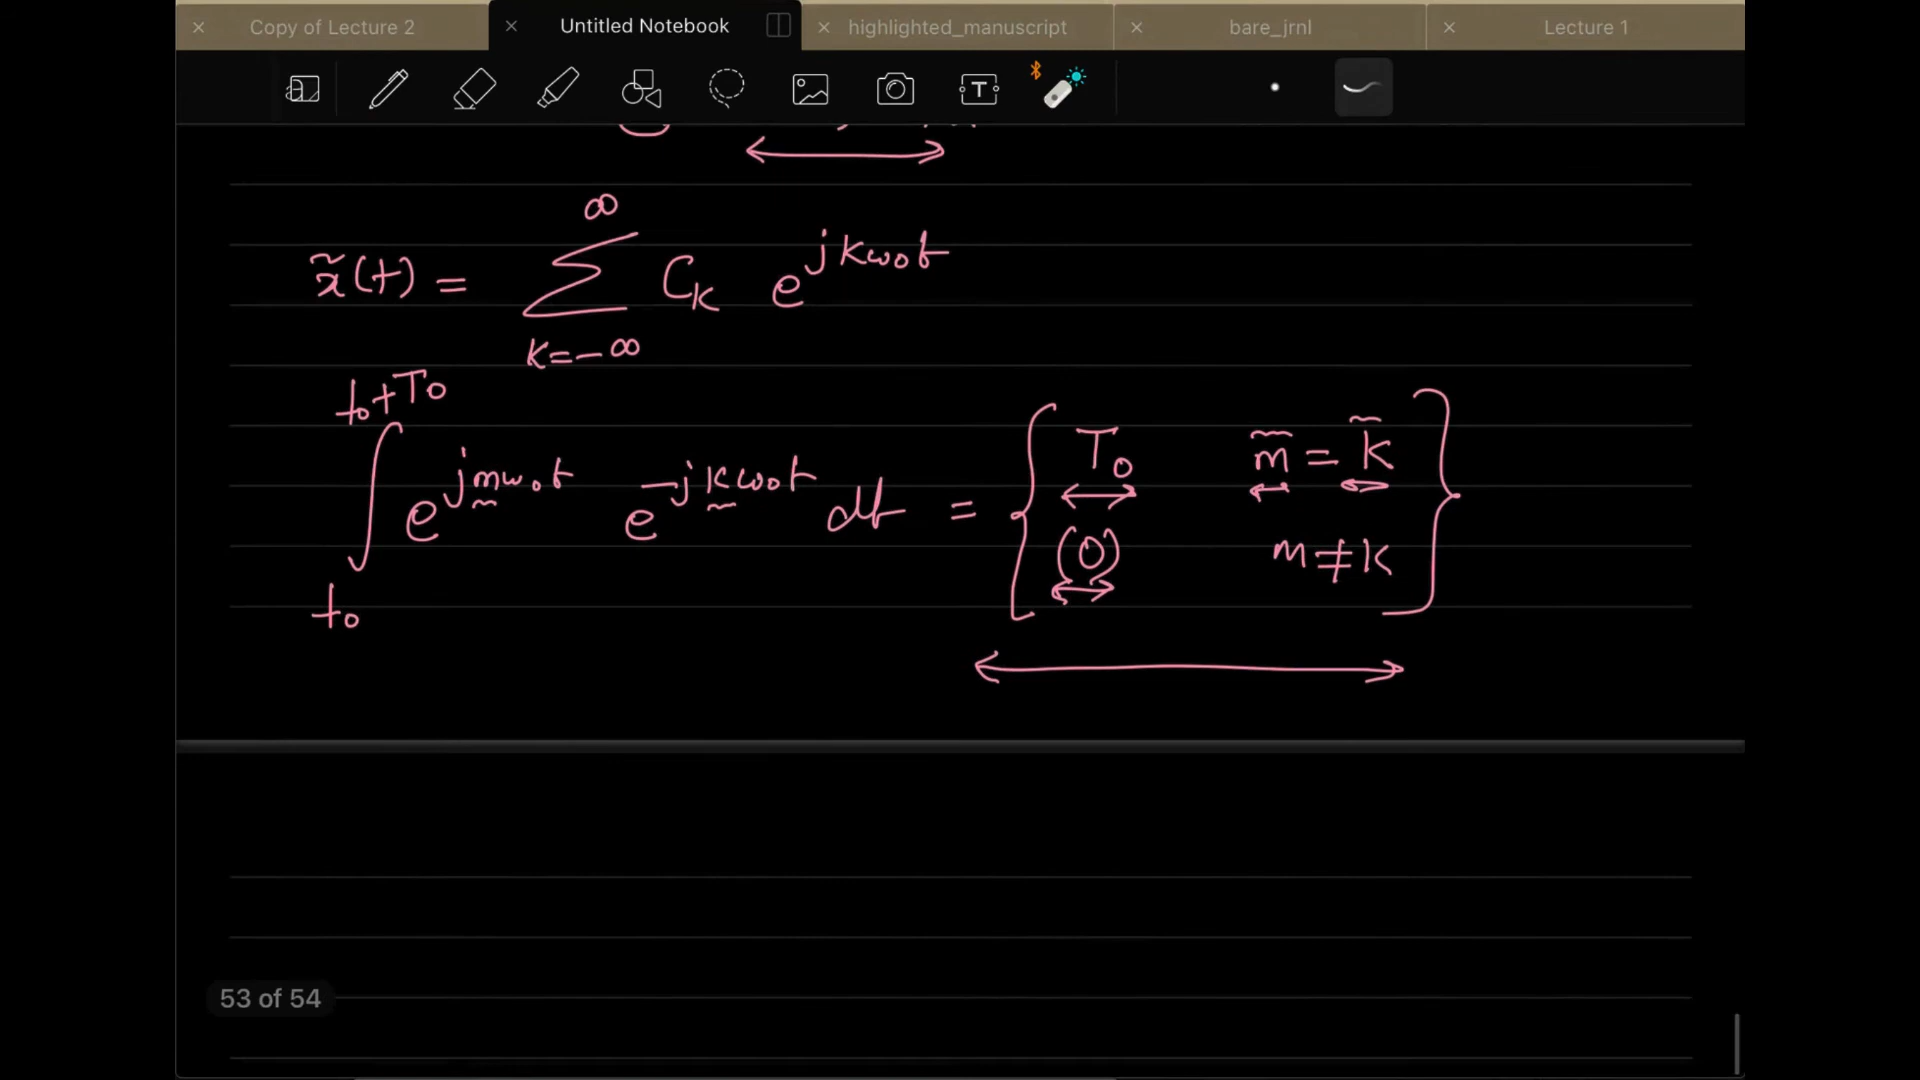 Copy of Lecture 2
Untitled Notebook
highlighted_manuscript
bare_jrnl
Lecture 1
∞
x̃(t) = ∑ Cₖ e^{jkω₀t}
k=-∞
t₀+T₀
∫ e^{jmω₀t} e^{-jkω₀t} dt = { T₀ m = k
(0) m ≠ k }
t₀
53 of 54